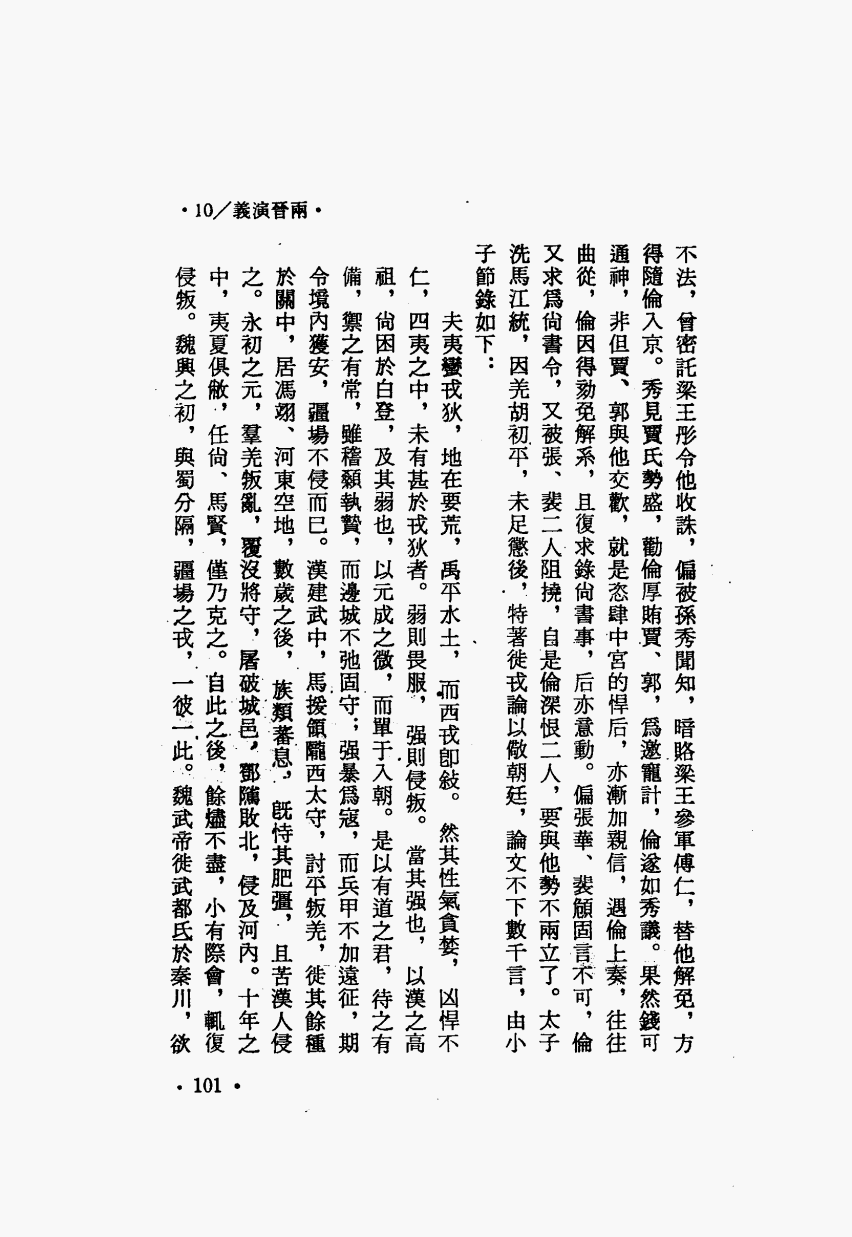 •10／義演晉兩•
不法，曾密託梁王彤令他收誅，偏被孫秀聞知，暗賂梁王參軍傅仁，替他解免，方
得隨倫入京。秀見賈氏勢盛，勸倫厚賄賈、郭，爲邀寵計，倫遂如秀議。果然錢可
通神，非但賈、郭與他交歡，就是恣肆中宮的悍后，亦漸加親信，遇倫上奏，往往
曲從，倫因得劾免解系，且復求錄尚書事，后亦意動。偏張華、裴頠固言不可，倫
又求爲尚書令，又被張、裴二人阻撓，自是倫深恨二人，要與他勢不兩立了。太子
洗馬江統，因羌胡初平，未足懲後，特著徙戎論以儆朝廷，論文不下數千言，由小
子節錄如下：
夫夷蠻戎狄，地在要荒，禹平水土，而西戎卽敍。然其性氣貪婪，凶悍不
仁，四夷之中，未有甚於戎狄者。弱則畏服，强則侵叛。當其强也，以漢之高
祖，尚困於白登，及其弱也，以元成之微，而單于入朝。是以有道之君，待之有
備，禦之有常，雖稽顙執贄，而邊城不弛固守；强暴爲寇，而兵甲不加遠征，期
令境內獲安，疆場不侵而已。漢建武中，馬援領隴西太守，討平叛羌，徙其餘種
於關中，居馮翊、河東空地，數歲之後，族類蕃息，旣恃其肥彊，且苦漢人侵
之。永初之元，羣羌叛亂，覆沒將守，屠破城邑，鄧隲敗北，侵及河內。十年之
中，夷夏俱敝，任尚、馬賢，僅乃克之。自此之後，餘燼不盡，小有際會，輒復
侵叛。魏興之初，與蜀分隔，疆場之戎，一彼一此。魏武帝徙武都氐於秦川，欲
•101•